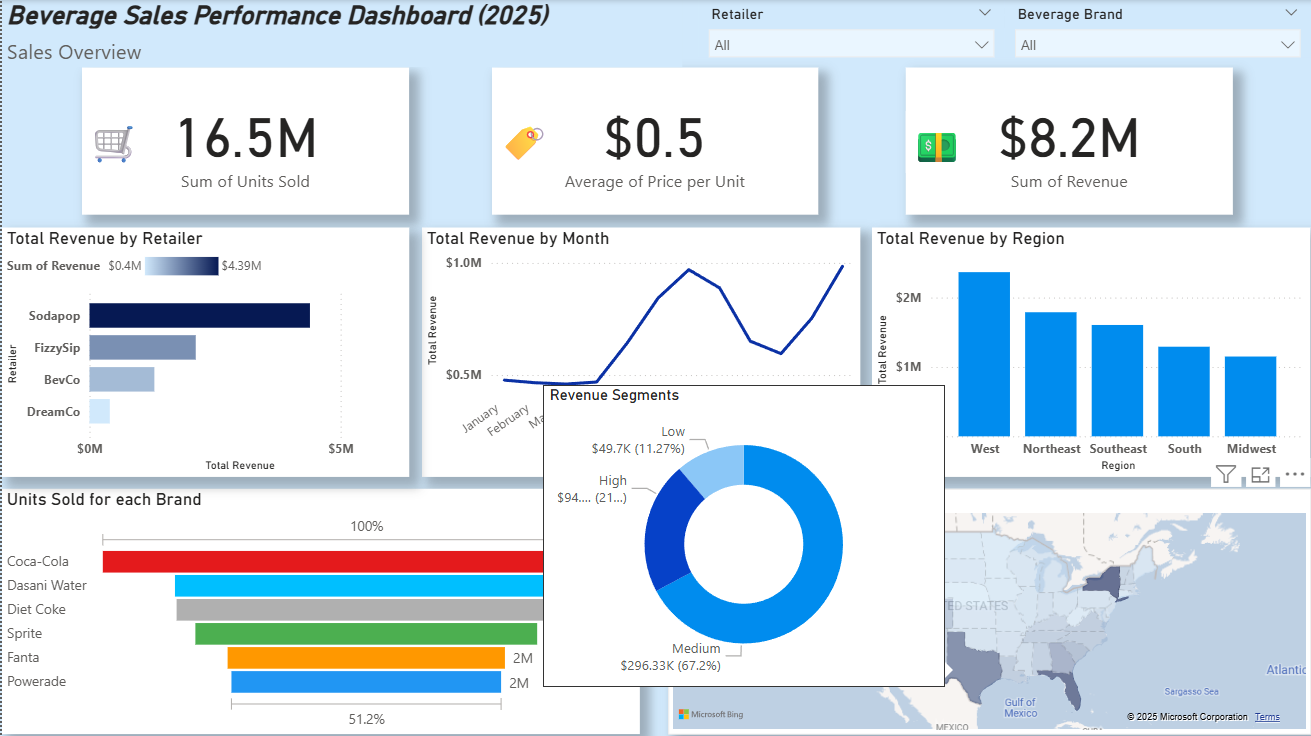 Beverage Sales Performance Dashboard (2025)
Sales Overview
Retailer
All
Beverage Brand
All
16.5M
Sum of Units Sold
$0.5
Average of Price per Unit
$8.2M
Sum of Revenue
Total Revenue by Retailer
Sum of Revenue $0.4M $4.39M
Retailer
Sodapop
FizzySip
BevCo
DreamCo
$0M $5M
Total Revenue
Total Revenue by Month
Total Revenue
$1.0M
$0.5M
January
February
Total Revenue by Region
Total Revenue
$2M
$1M
West Northeast Southeast South Midwest
Region
Revenue Segments
Low
$49.7K (11.27%)
High
$94.... (21...)
Medium
$296.33K (67.2%)
Units Sold for each Brand
100%
Coca-Cola
Dasani Water
Diet Coke
Sprite
Fanta 2M
Powerade 2M
51.2%
ED STATES
Atlantic
Sargasso Sea
Gulf of
Mexico
MEXICO
Microsoft Bing
© 2025 Microsoft Corporation Terms